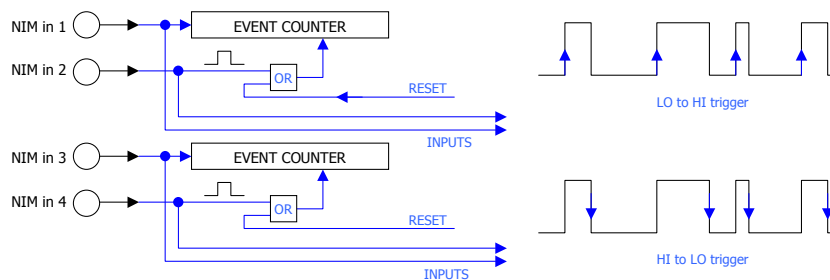 NIM in 1
EVENT COUNTER
NIM in 2
OR
RESET
LO to HI trigger
INPUTS
NIM in 3
EVENT COUNTER
NIM in 4
OR
RESET
HI to LO trigger
INPUTS